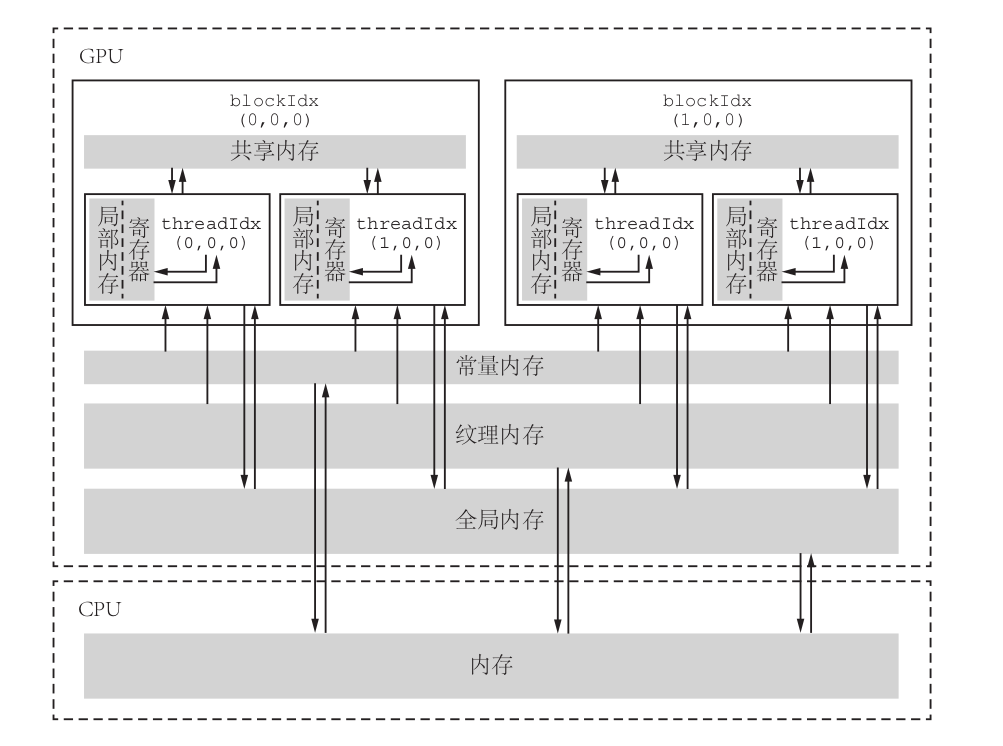 GPU
blockIdx
(0,0,0)
共享内存
局部内存
寄存器
threadIdx
(0,0,0)
局部内存
寄存器
threadIdx
(1,0,0)
blockIdx
(1,0,0)
共享内存
局部内存
寄存器
threadIdx
(0,0,0)
局部内存
寄存器
threadIdx
(1,0,0)
常量内存
纹理内存
全局内存
CPU
内存